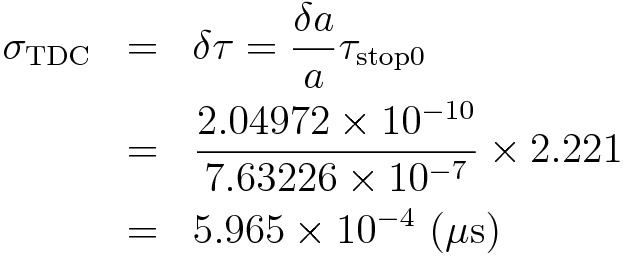 σ_TDC = δτ = δa/a τ_stop0
= 2.04972 × 10^−10 / 7.63226 × 10^−7 × 2.221
= 5.965 × 10^−4 (μs)